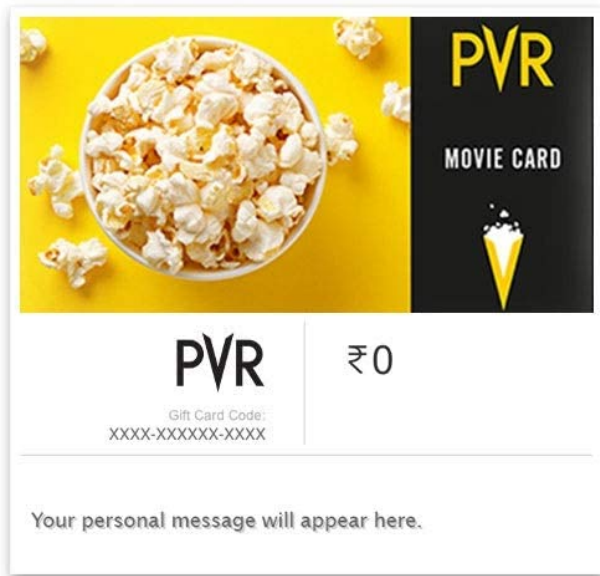 PVR
MOVIE CARD
PVR
₹0
Gift Card Code:
XXXX-XXXXXX-XXXX
Your personal message will appear here.